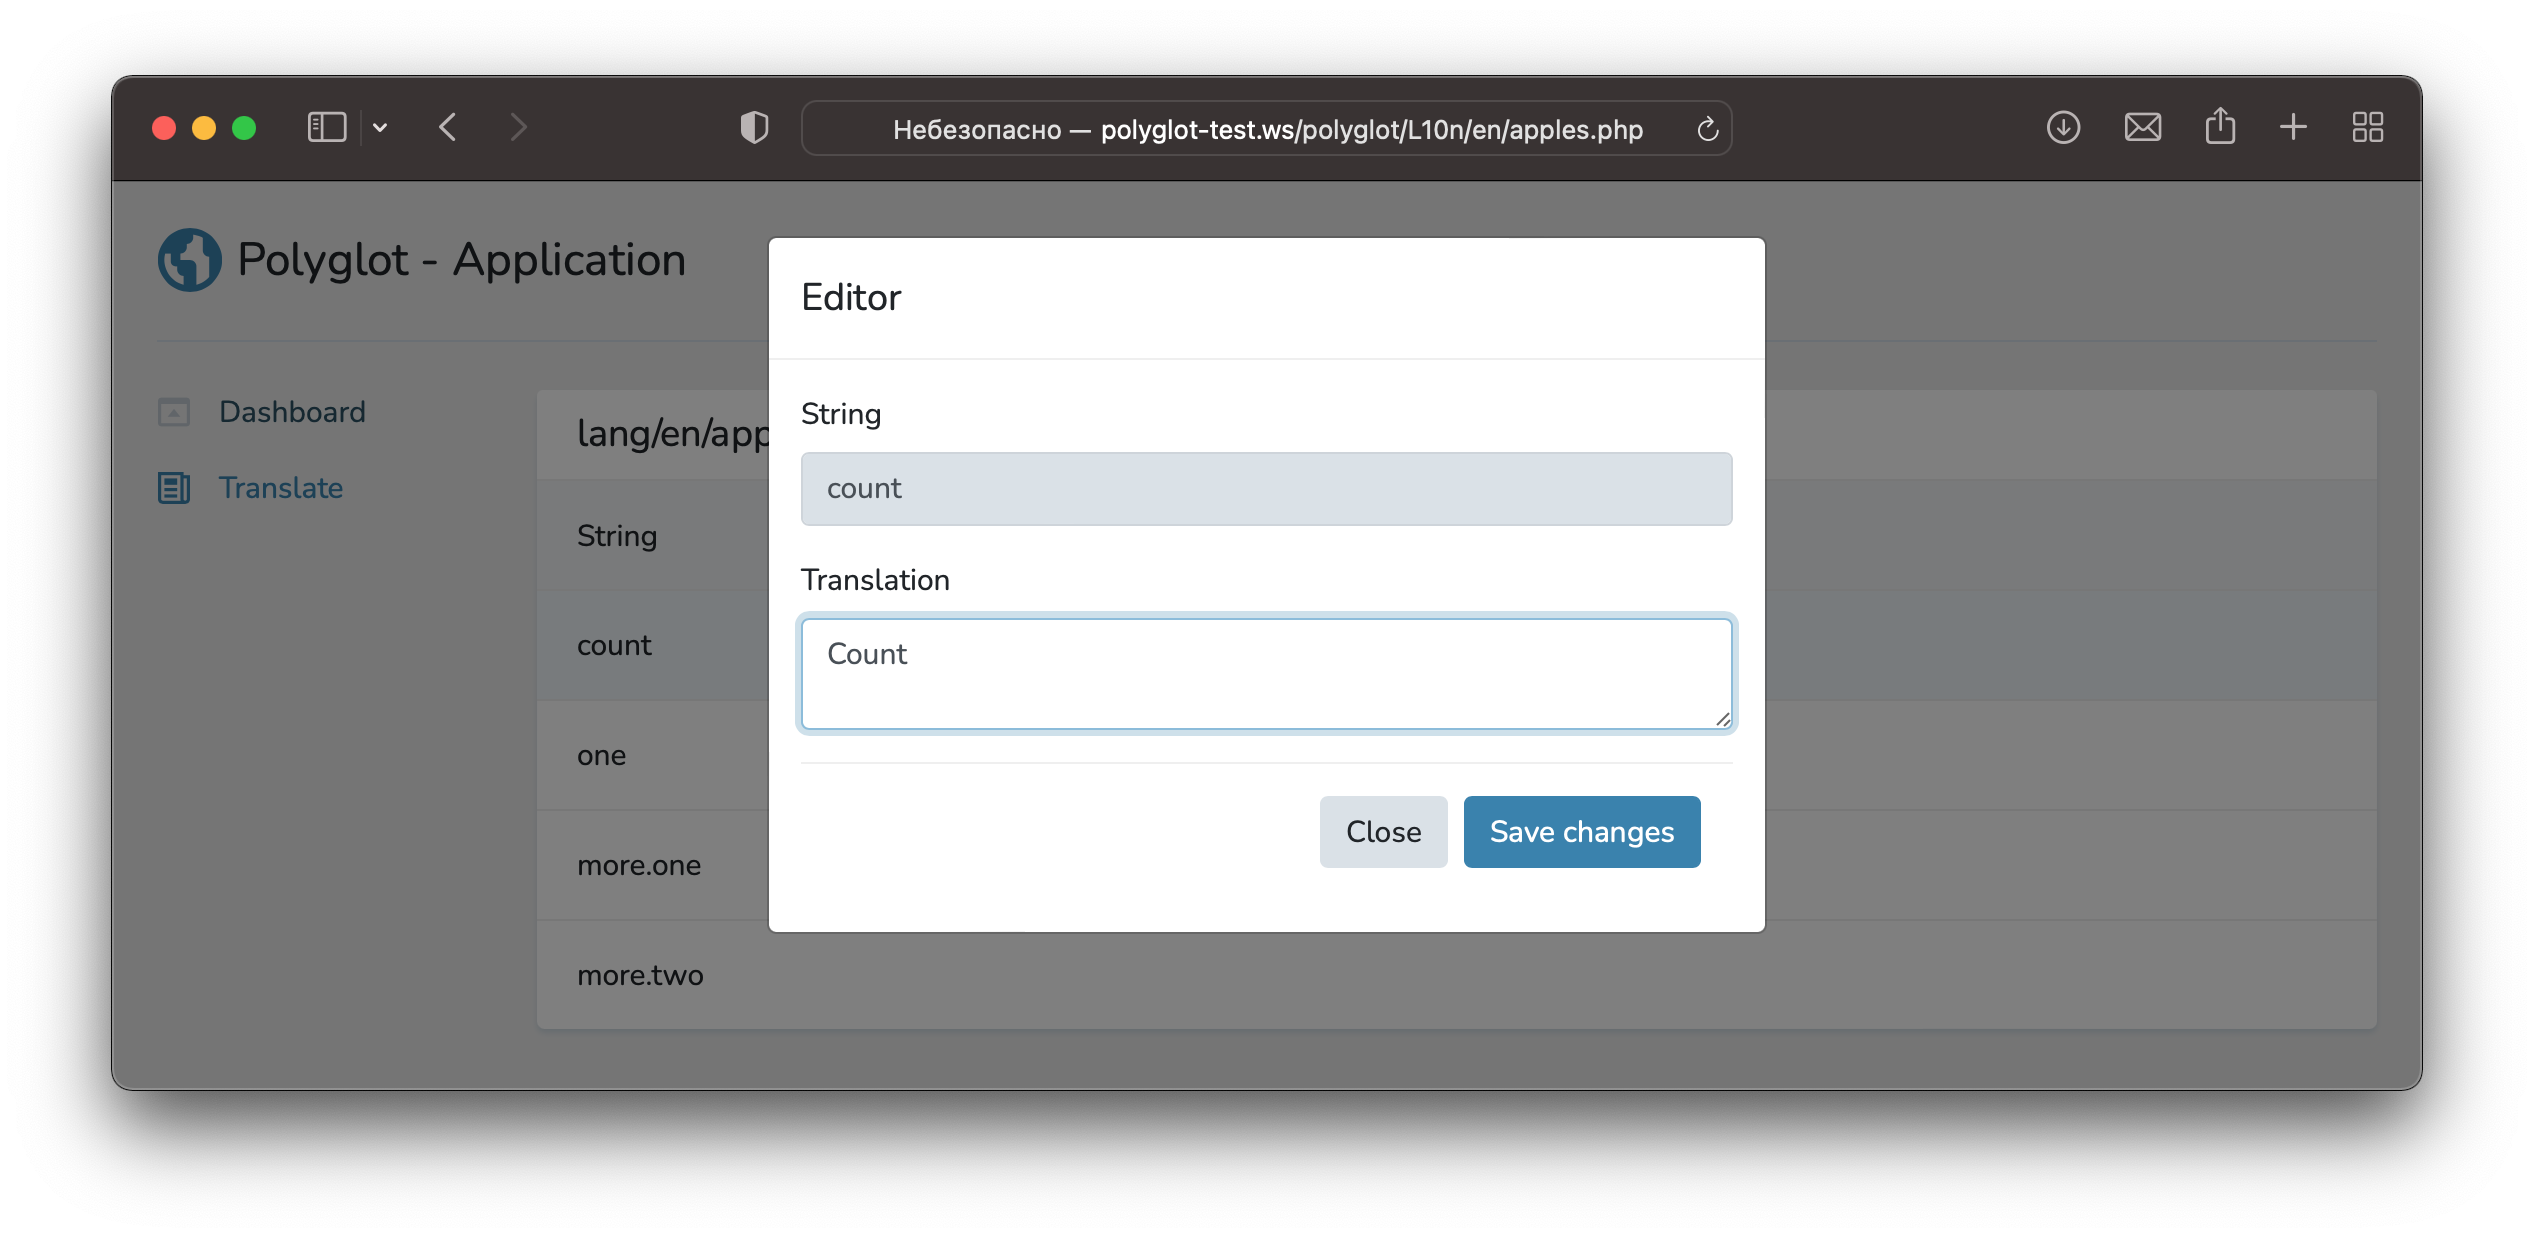 Небезопасно — polyglot-test.ws/polyglot/L10n/en/apples.php
Polyglot - Application
Dashboard
Translate
lang/en/app
String
count
one
more.one
more.two
Editor
String
count
Translation
Count
Close
Save changes